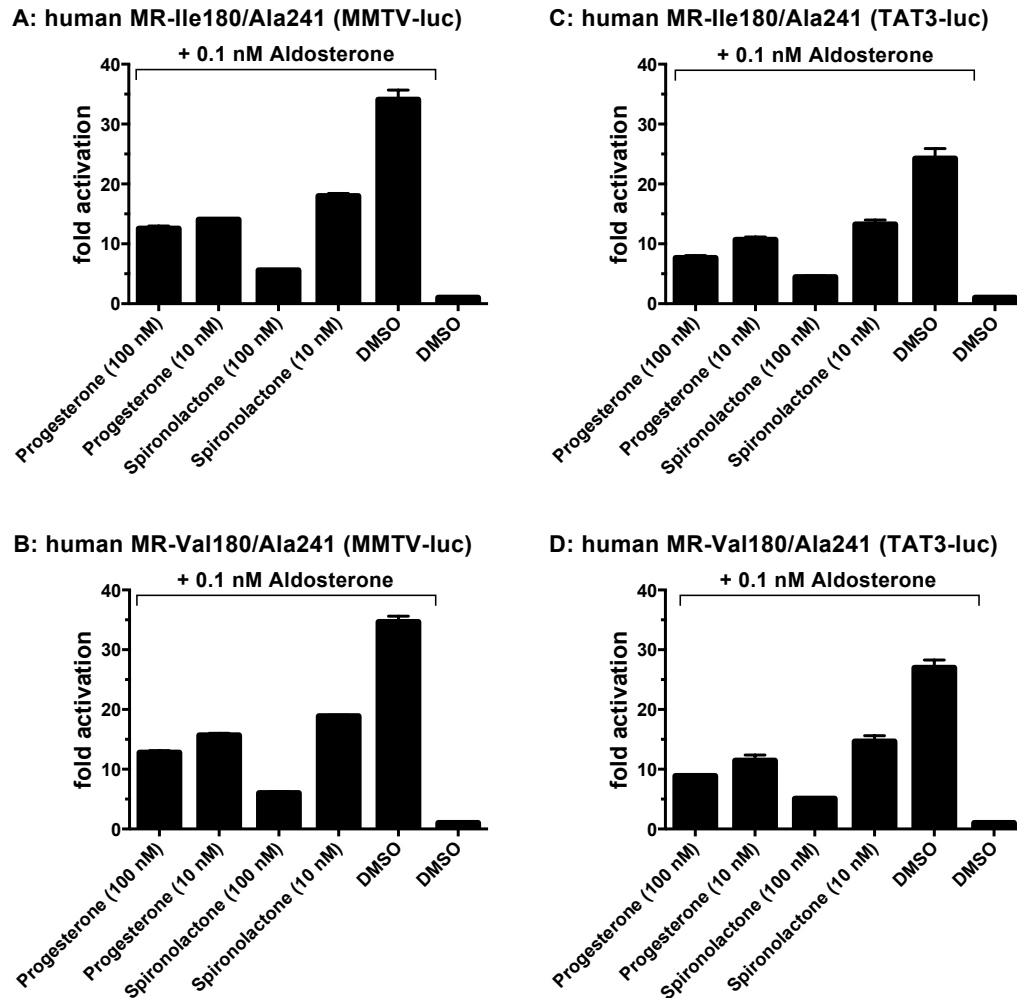 A: human MR-Ile180/Ala241 (MMTV-luc)
+ 0.1 nM Aldosterone
fold activation
40
30
20
10
0
Progesterone (100 nM)
Progesterone (10 nM)
Spironolactone (100 nM)
Spironolactone (10 nM)
DMSO
DMSO
C: human MR-Ile180/Ala241 (TAT3-luc)
+ 0.1 nM Aldosterone
fold activation
40
30
20
10
0
Progesterone (100 nM)
Progesterone (10 nM)
Spironolactone (100 nM)
Spironolactone (10 nM)
DMSO
DMSO
B: human MR-Val180/Ala241 (MMTV-luc)
+ 0.1 nM Aldosterone
fold activation
40
30
20
10
0
Progesterone (100 nM)
Progesterone (10 nM)
Spironolactone (100 nM)
Spironolactone (10 nM)
DMSO
DMSO
D: human MR-Val180/Ala241 (TAT3-luc)
+ 0.1 nM Aldosterone
fold activation
40
30
20
10
0
Progesterone (100 nM)
Progesterone (10 nM)
Spironolactone (100 nM)
Spironolactone (10 nM)
DMSO
DMSO